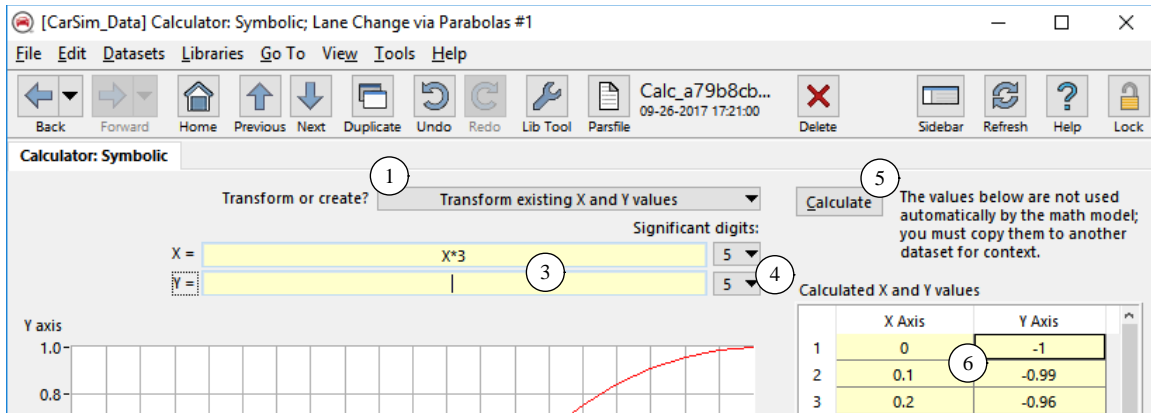 [CarSim_Data] Calculator: Symbolic; Lane Change via Parabolas #1
File Edit Datasets Libraries Go To View Tools Help
Back Forward Home Previous Next Duplicate Undo Redo Lib Tool Parsfile
Calc_a79b8cb...
09-26-2017 17:21:00
Delete Sidebar Refresh Help Lock
Calculator: Symbolic
1
Transform or create? Transform existing X and Y values
Significant digits:
X = X*3 5
Y = 3 5
4
5
Calculate
The values below are not used
automatically by the math model;
you must copy them to another
dataset for context.
Calculated X and Y values
X Axis Y Axis
1 0 -1
2 0.1 -0.99
3 0.2 -0.96
6
Y axis
1.0
0.8